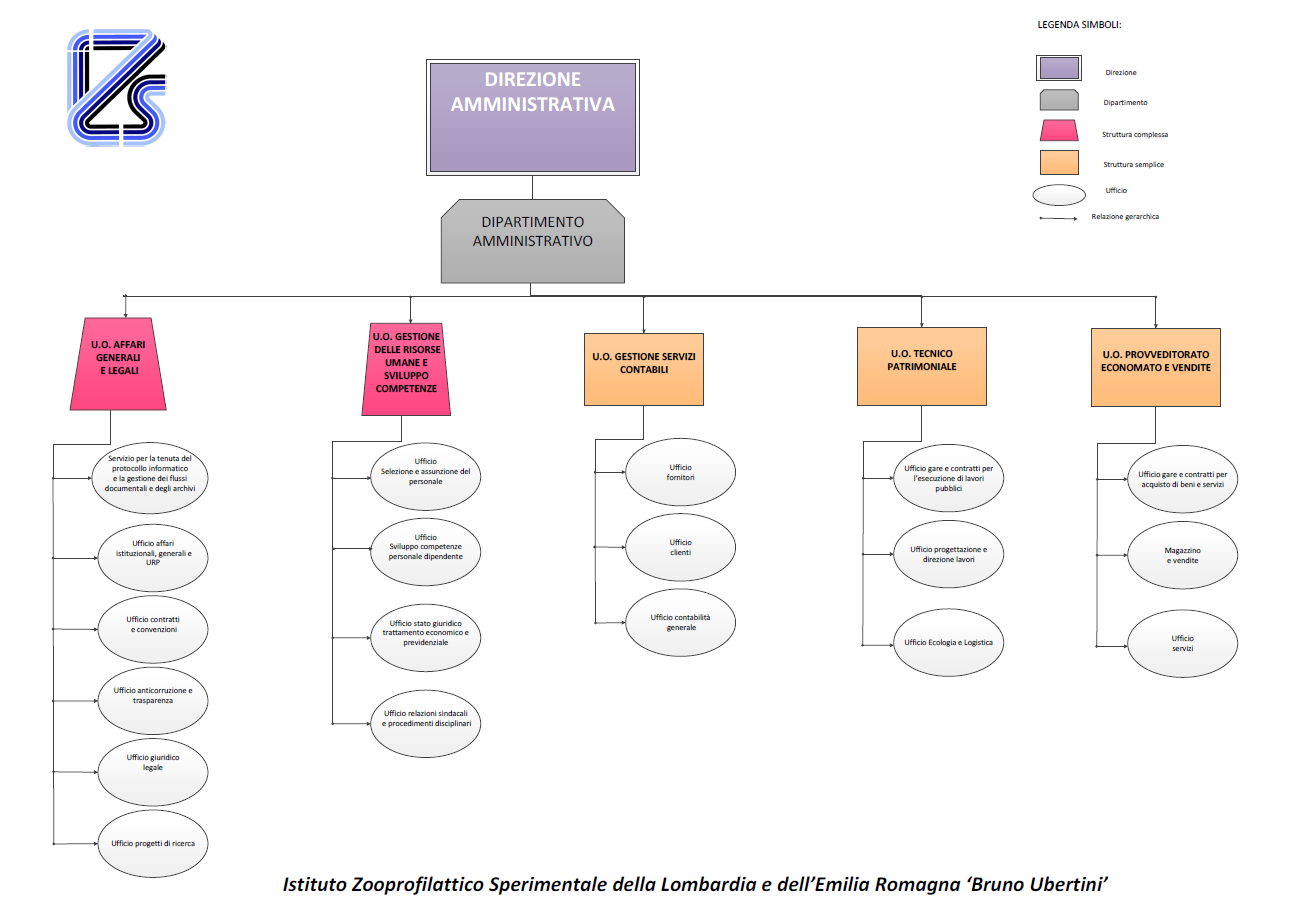 LEGENDA SIMBOLI:
Direzione
Dipartimento
Struttura complessa
Struttura semplice
Ufficio
Relazione gerarchica
DIREZIONE
AMMINISTRATIVA
DIPARTIMENTO
AMMINISTRATIVO
U.O. AFFARI
GENERALI
E LEGALI
Servizio per la tenuta del
protocollo informatico
e la gestione dei flussi
documentali e degli archivi
Ufficio affari
istituzionali, generali e
URP
Ufficio contratti
e convenzioni
Ufficio anticorruzione e
trasparenza
Ufficio giuridico
legale
Ufficio progetti di ricerca
U.O. GESTIONE
DELLE RISORSE
UMANE E
SVILUPPO
COMPETENZE
Ufficio
Selezione e assunzione del
personale
Ufficio
Sviluppo competenze
personale dipendente
Ufficio stato giuridico
trattamento economico e
previdenziale
Ufficio relazioni sindacali
e procedimenti disciplinari
U.O. GESTIONE SERVIZI
CONTABILI
Ufficio
fornitori
Ufficio
clienti
Ufficio contabilità
generale
U.O. TECNICO
PATRIMONIALE
Ufficio gare e contratti per
l'esecuzione di lavori
pubblici
Ufficio progettazione e
direzione lavori
Ufficio Ecologia e Logistica
U.O. PROVVEDITORATO
ECONOMATO E VENDITE
Ufficio gare e contratti per
acquisto di beni e servizi
Magazzino
e vendite
Ufficio
servizi
Istituto Zooprofilattico Sperimentale della Lombardia e dell’Emilia Romagna ‘Bruno Ubertini’